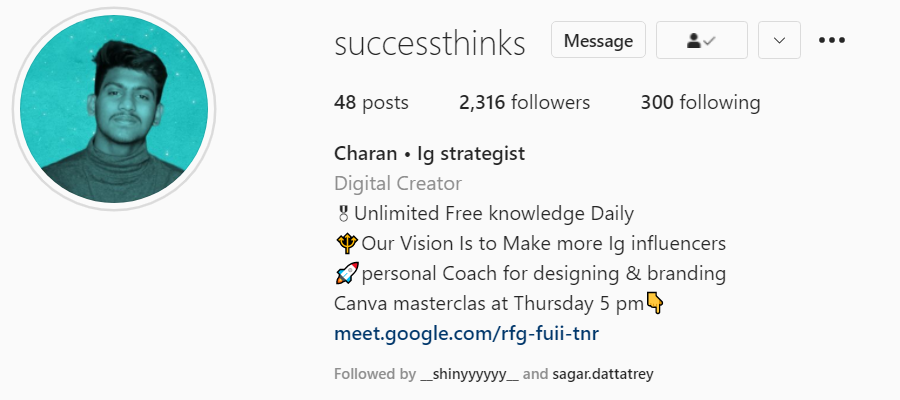 successthinks Message
48 posts 2,316 followers 300 following
Charan • Ig strategist
Digital Creator
🎖Unlimited Free knowledge Daily
🔱Our Vision Is to Make more Ig influencers
🚀personal Coach for designing & branding
Canva masterclas at Thursday 5 pm👇
meet.google.com/rfg-fuii-tnr
Followed by __shinyyyyyy__ and sagar.dattatrey